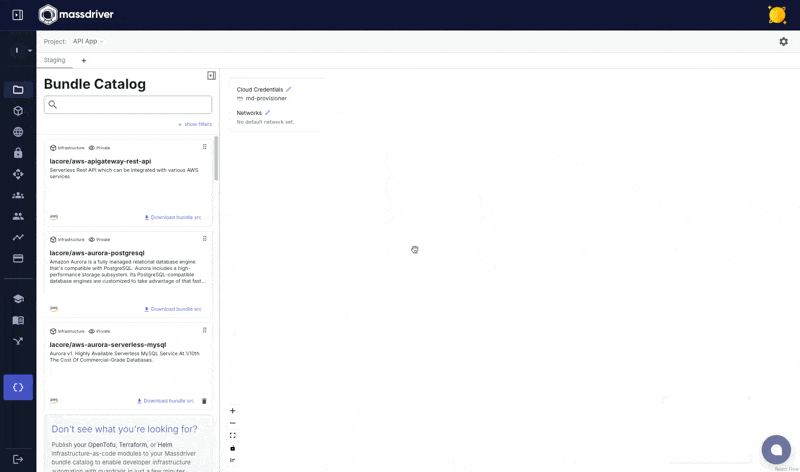 massdriver
Project: API App
I
Staging +
Bundle Catalog
show filters
Cloud Credentials
md-provisioner
Networks
No default network set.
Infrastructure Private
lacore/aws-apigateway-rest-api
Serverless Rest API which can be integrated with various AWS
services
aws Download bundle src
Infrastructure Private
lacore/aws-aurora-postgresql
Amazon Aurora is a fully managed relational database engine
that's compatible with PostgreSQL. Aurora includes a high-
performance storage subsystem. Its PostgreSQL-compatible
database engines are customized to take advantage of that fast...
aws Download bundle src
Infrastructure Private
lacore/aws-aurora-serverless-mysql
Aurora v1. Highly Available Serverless MySQL Service At 1/10th
The Cost Of Commercial-Grade Databases.
aws Download bundle src
Don't see what you're looking for?
Publish your OpenTofu, Terraform, or Helm
infrastructure-as-code modules to your Massdriver
bundle catalog to enable developer infrastructure
automation with guardrails in just a few minutes
React Flow